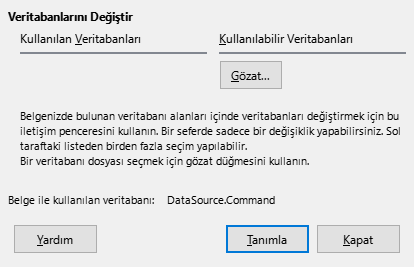 Veritabanlarını Değiştir
Kullanılan Veritabanları Kullanılabilir Veritabanları
Gözat...
Belgenizde bulunan veritabanı alanları içinde veritabanları değiştirmek için bu
iletişim penceresini kullanın. Bir seferde sadece bir değişiklik yapabilirsiniz. Sol
taraftaki listeden birden fazla seçim yapılabilir.
Bir veritabanı dosyası seçmek için gözat düğmesini kullanın.
Belge ile kullanılan veritabanı: DataSource.Command
Yardım Tanımla Kapat